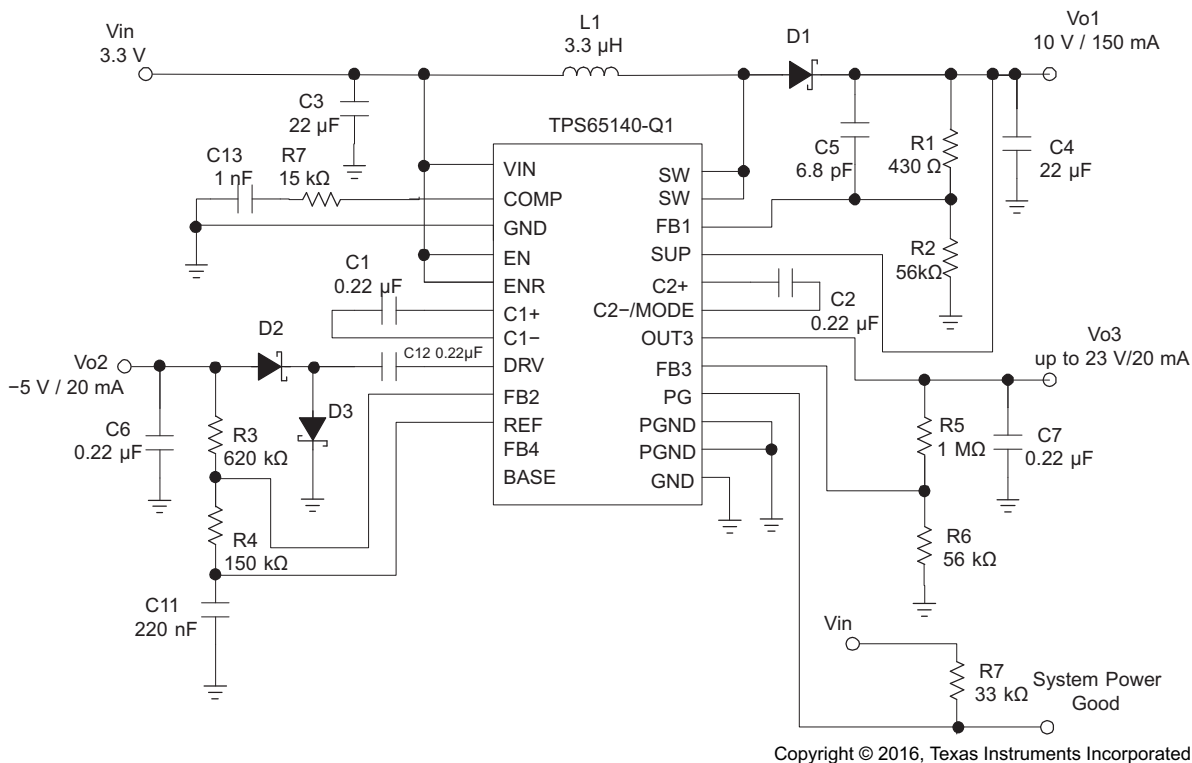 Vin
3.3 V
L1
3.3 µH
D1
Vo1
10 V / 150 mA
C3
22 µF
TPS65140-Q1
C5
6.8 pF
R1
430 Ω
C4
22 µF
C13
1 nF
R7
15 kΩ
VIN
COMP
GND
EN
ENR
C1+
C1−
DRV
FB2
REF
FB4
BASE
SW
SW
FB1
SUP
C2+
C2−/MODE
OUT3
FB3
PG
PGND
PGND
GND
R2
56kΩ
C1
0.22 µF
C2
0.22 µF
C12 0.22µF
D2
Vo2
−5 V / 20 mA
D3
Vo3
up to 23 V/20 mA
C6
0.22 µF
R3
620 kΩ
R5
1 MΩ
C7
0.22 µF
R4
150 kΩ
R6
56 kΩ
C11
220 nF
Vin
R7
33 kΩ
System Power
Good
Copyright © 2016, Texas Instruments Incorporated